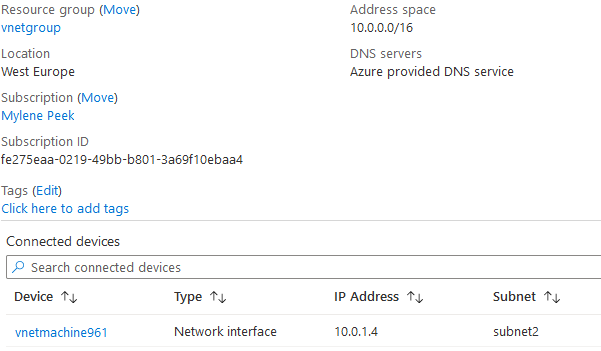 Resource group (Move)
vnetgroup
Address space
10.0.0.0/16
Location
West Europe
DNS servers
Azure provided DNS service
Subscription (Move)
Mylene Peek
Subscription ID
fe275eaa-0219-49bb-b801-3a69f10ebaa4
Tags (Edit)
Click here to add tags
Connected devices
Search connected devices
Device ↑↓ Type ↑↓ IP Address ↑↓ Subnet ↑↓
vnetmachine961 Network interface 10.0.1.4 subnet2